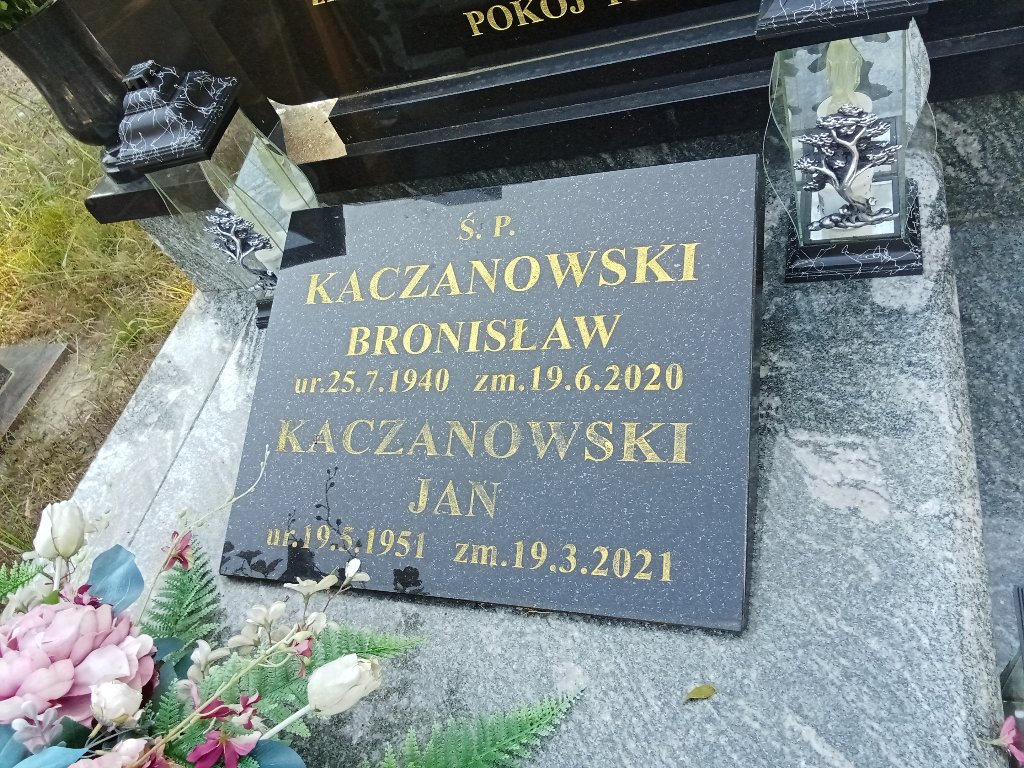 POKÓJ
Ś. P.
KACZANOWSKI
BRONISŁAW
ur.25.7.1940 zm.19.6.2020
KACZANOWSKI
JAN
ur.19.5.1951 zm.19.3.2021